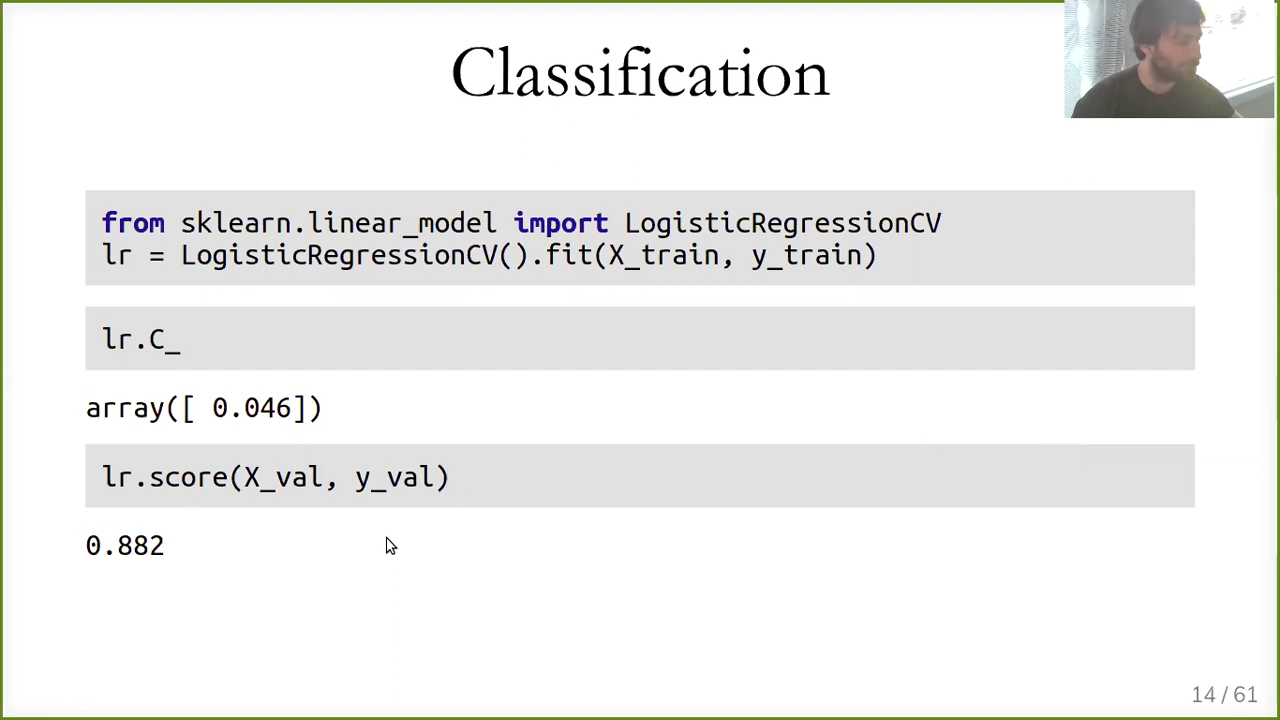 Classification
from sklearn.linear_model import LogisticRegressionCV
lr = LogisticRegressionCV().fit(X_train, y_train)
lr.C_
array([ 0.046])
lr.score(X_val, y_val)
0.882
14 / 61